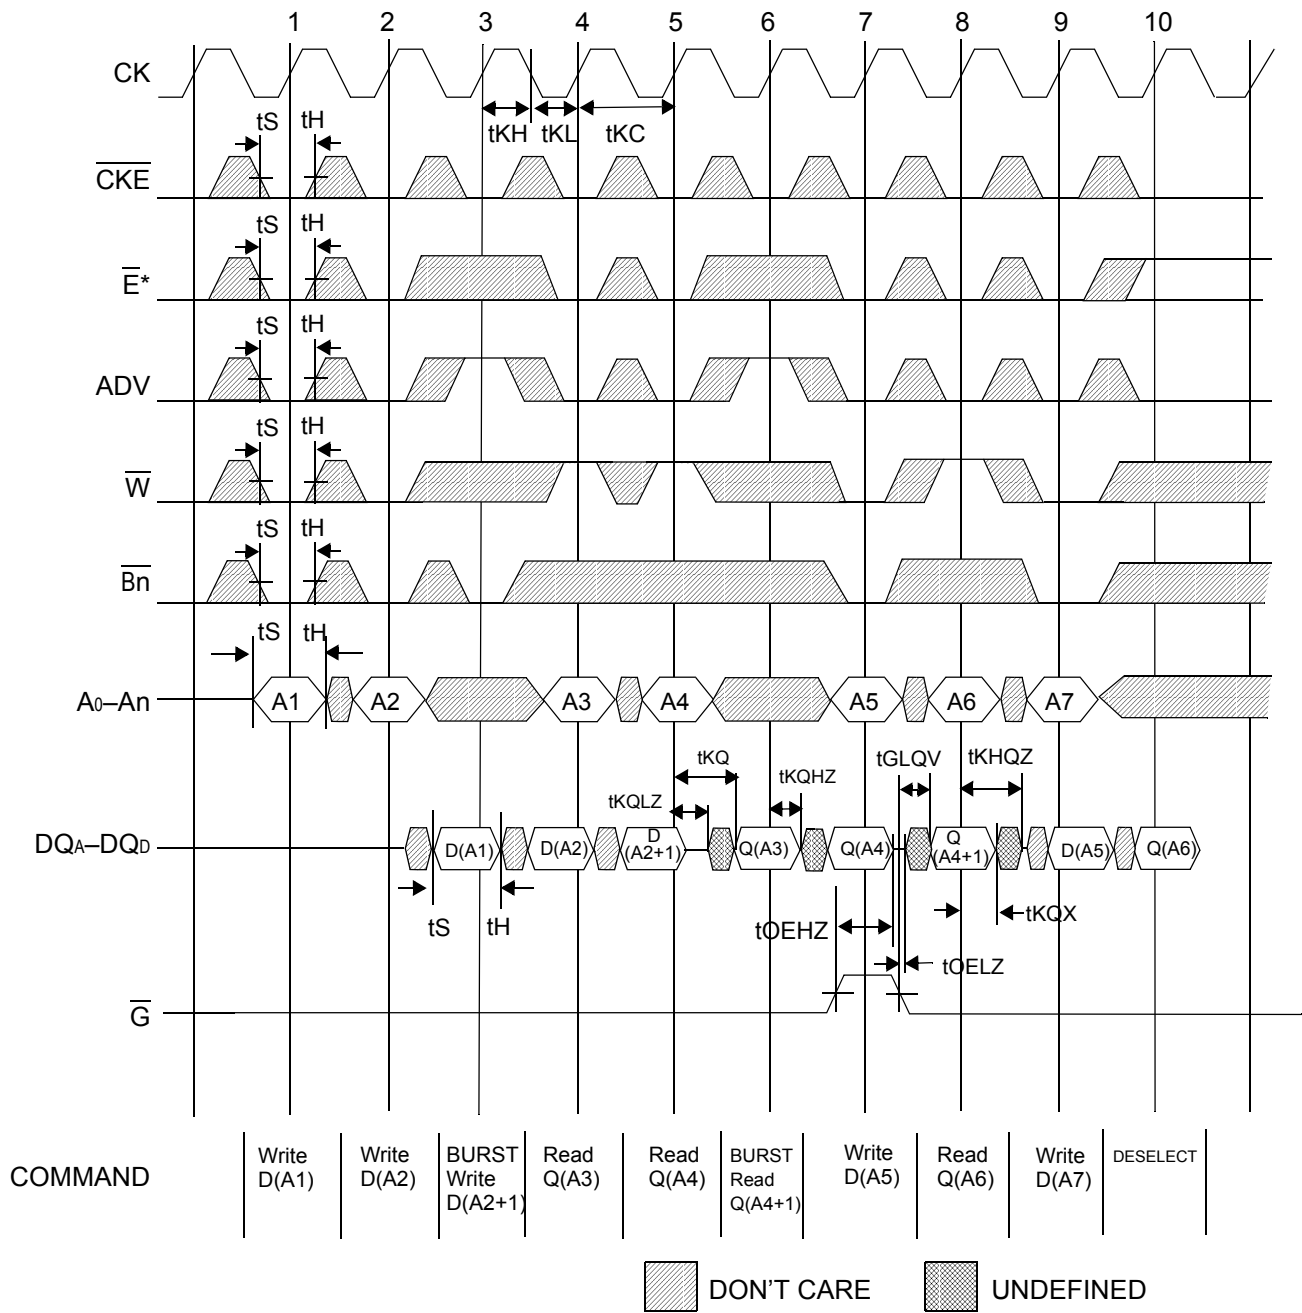 1 2 3 4 5 6 7 8 9 10
CK
tKH tKL tKC
tS tH
CKE
tS tH
E*
tS tH
ADV
tS tH
W
tS tH
Bn
tS tH
A0–An
A1 A2 A3 A4 A5 A6 A7
tKQ tKQHZ tGLQV tKHQZ
tKQLZ
DQA–DQD
D(A1) D(A2) D (A2+1) Q(A3) Q(A4) Q (A4+1) D(A5) Q(A6)
tS tH tOEHZ tKQX
tOELZ
G
COMMAND
Write D(A1)
Write D(A2)
BURST Write D(A2+1)
Read Q(A3)
Read Q(A4)
BURST Read Q(A4+1)
Write D(A5)
Read Q(A6)
Write D(A7)
DESELECT
DON'T CARE UNDEFINED